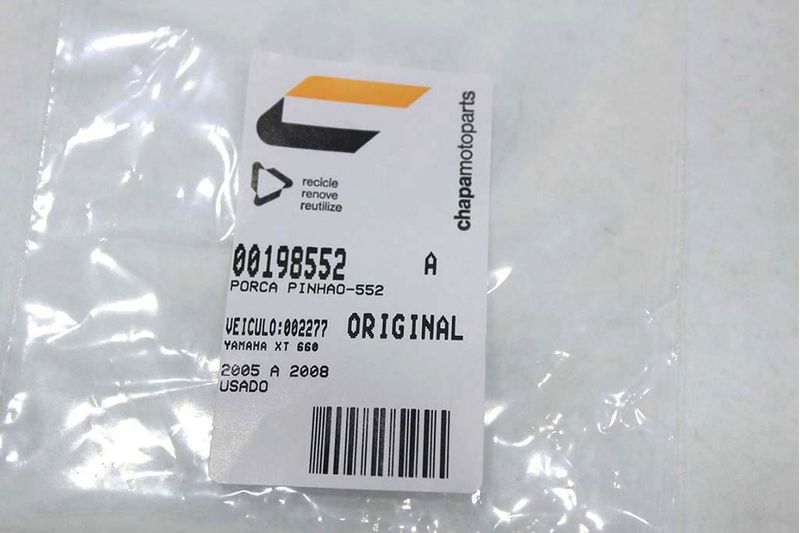 chapamotoparts
recicle
renove
reutilize
00198552 A
PORCA PINHAO-552
VEICULO:002277 ORIGINAL
YAMAHA XT 660
2005 A 2008
USADO